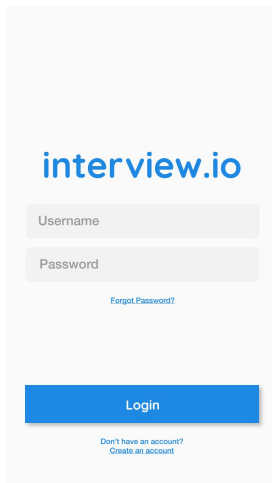 interview.io
Username
Password
Forgot Password?
Login
Don't have an account?
Create an account